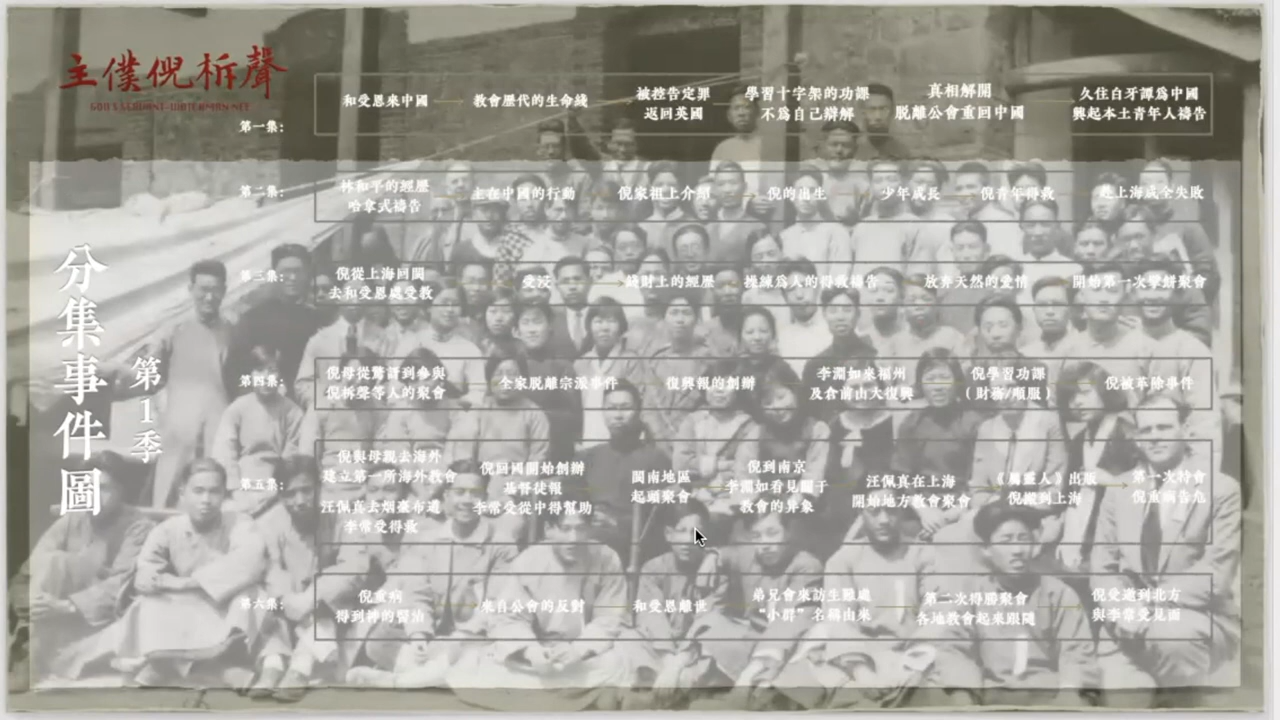 主僕倪柝聲
GOD'S SERVANT-WATCHMAN NEE
分集事件圖
第1季
第一集:
和受恩來中國
教會歷代的生命綫
被控告定罪
返回英國
學習十字架的功課
不爲自己辯解
真相解開
脱離公會重回中國
久住白牙譚爲中國
興起本土青年人禱告
第二集:
林和平的經歷
哈拿式禱告
主在中國的行動
倪家祖上介紹
倪的出生
少年成長
倪青年得救
赴上海成全失敗
第三集:
倪從上海回閩
去和受恩處受教
受浸
錢財上的經歷
操練爲人的得救禱告
放弃天然的愛情
開始第一次擘餅聚會
第四集:
倪母從驚訝到參與
倪柝聲等人的聚會
全家脱離宗派事件
復興報的創辦
李淵如來福州
及倉前山大復興
倪學習功課
(財務/順服)
倪被革除事件
第五集:
倪與母親去海外
建立第一所海外教會
汪佩真去烟臺布道
李常受得救
倪回國開始創辦
基督徒報
李常受從中得幫助
閩南地區
起頭聚會
倪到南京
李淵如看見關于
教會的异象
汪佩真在上海
開始地方教會聚會
《屬靈人》出版
倪搬到上海
第一次特會
倪重病告危
第六集:
倪重病
得到神的醫治
來自公會的反對
和受恩離世
弟兄會來訪生難處
“小群”名稱由來
第二次得勝聚會
各地教會起來跟隨
倪受邀到北方
與李常受見面